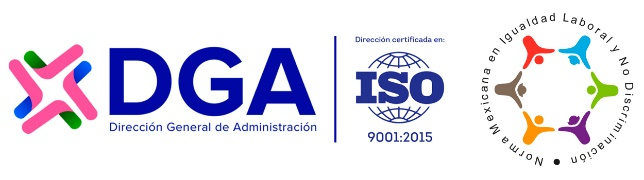 DGA
Dirección General de Administración
Dirección certificada en:
ISO
9001:2015
Norma Mexicana en Igualdad Laboral y No Discriminación